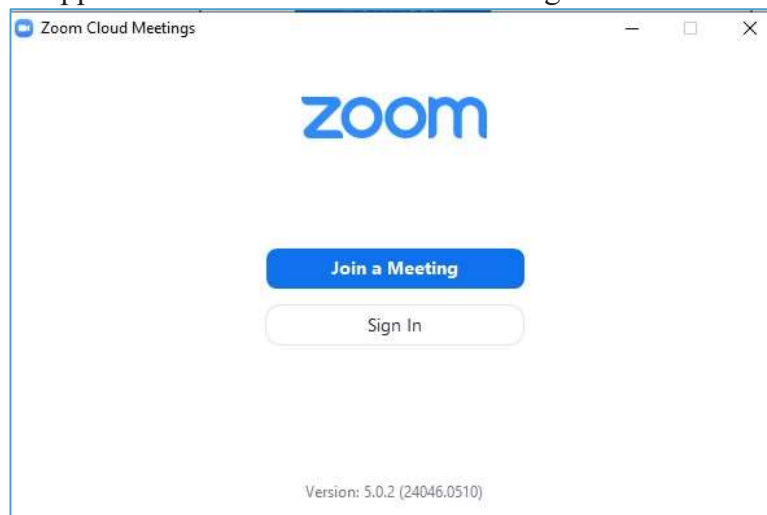 Zoom Cloud Meetings
zoom
Join a Meeting
Sign In
Version: 5.0.2 (24046.0510)